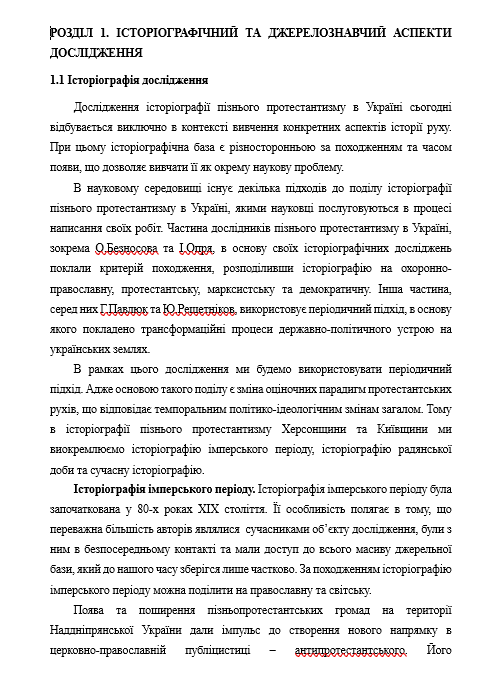 РОЗДІЛ 1. ІСТОРІОГРАФІЧНИЙ ТА ДЖЕРЕЛОЗНАВЧИЙ АСПЕКТИ
ДОСЛІДЖЕННЯ
1.1 Історіографія дослідження
Дослідження історіографії пізнього протестантизму в Україні сьогодні
відбувається виключно в контексті вивчення конкретних аспектів історії руху.
При цьому історіографічна база є різносторонньою за походженням та часом
появи, що дозволяє вивчати її як окрему наукову проблему.
В науковому середовищі існує декілька підходів до поділу історіографії
пізнього протестантизму в Україні, якими науковці послуговуються в процесі
написання своїх робіт. Частина дослідників пізнього протестантизму в Україні,
зокрема О.Безносова та І.Опря, в основу своїх історіографічних досліджень
поклали критерій походження, розподіливши історіографію на охоронно-
православну, протестантську, марксистську та демократичну. Інша частина,
серед них Г.Павлюк та Ю.Решетніков, використовує періодичний підхід, в основу
якого покладено трансформаційні процеси державно-політичного устрою на
українських землях.
В рамках цього дослідження ми будемо використовувати періодичний
підхід. Адже основою такого поділу є зміна оціночних парадигм протестантських
рухів, що відповідає темпоральним політико-ідеологічним змінам загалом. Тому
в історіографії пізнього протестантизму Херсонщини та Київщини ми
виокремлюємо історіографію імперського періоду, історіографію радянської
доби та сучасну історіографію.
Історіографія імперського періоду. Історіографія імперського періоду була
започаткована у 80-х роках XIX століття. Її особливість полягає в тому, що
переважна більшість авторів являлися сучасниками об’єкту дослідження, були з
ним в безпосередньому контакті та мали доступ до всього масиву джерельної
бази, який до нашого часу зберігся лише частково. За походженням історіографію
імперського періоду можна поділити на православну та світську.
Поява та поширення пізньопротестантських громад на території
Наддніпрянської України дали імпульс до створення нового напрямку в
церковно-православній публіцистиці – антипротестантського. Його